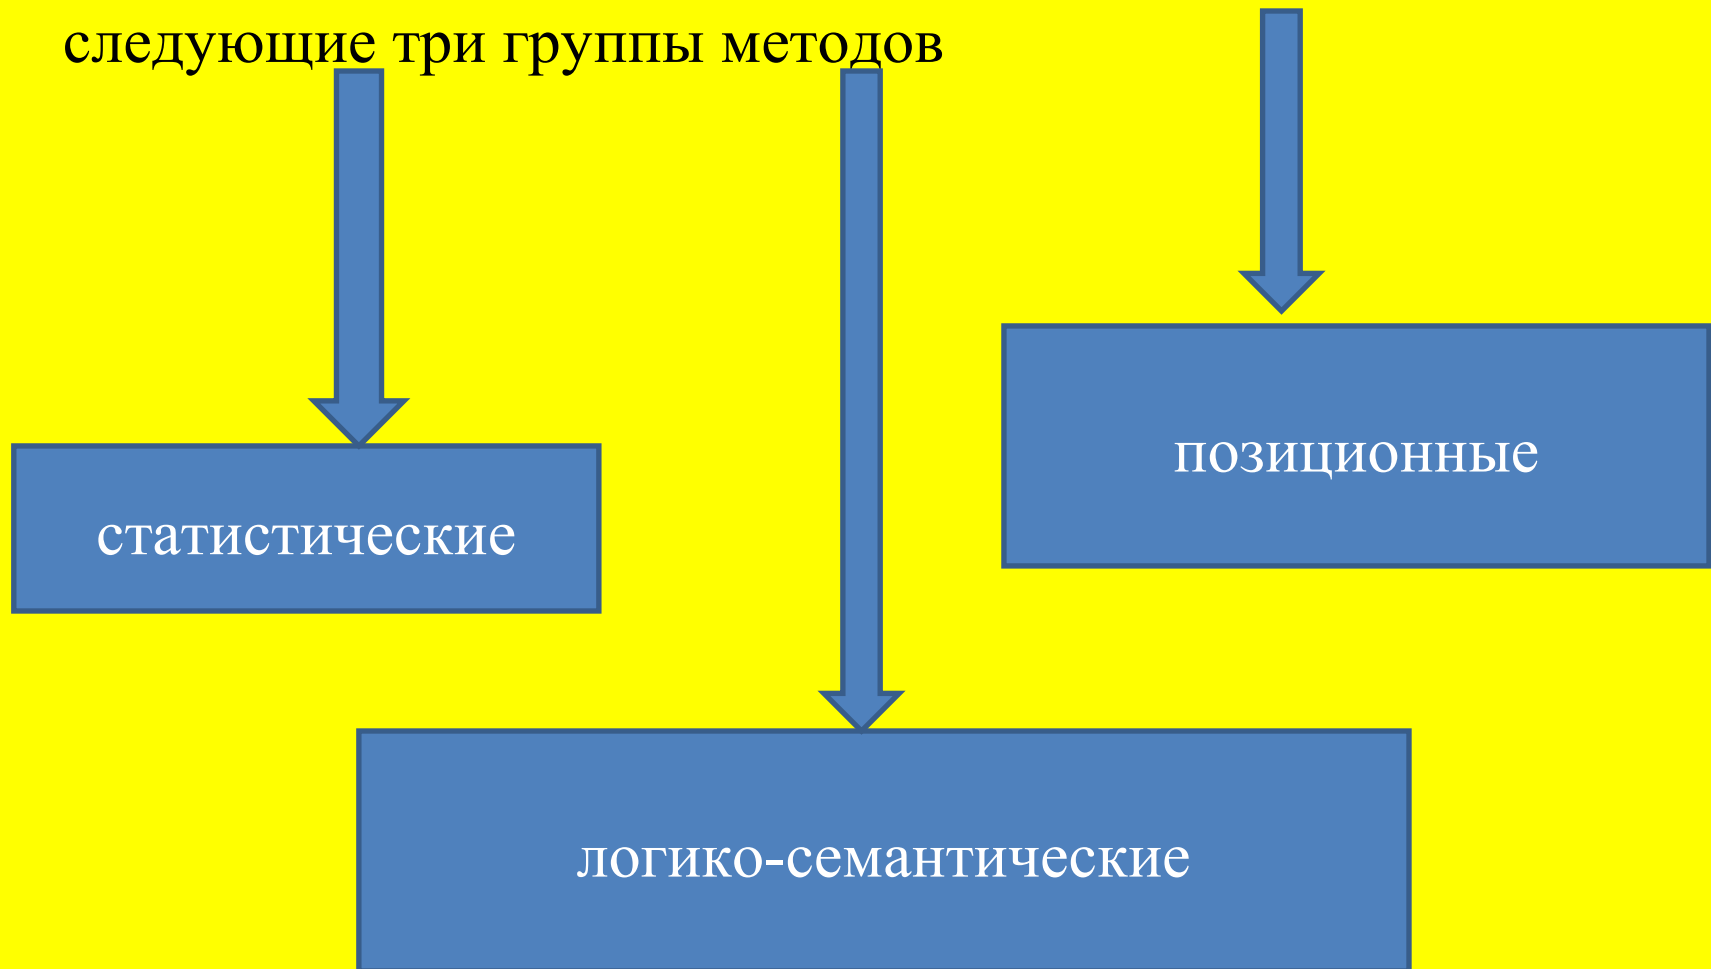 следующие три группы методов
позиционные
статистические
логико-семантические